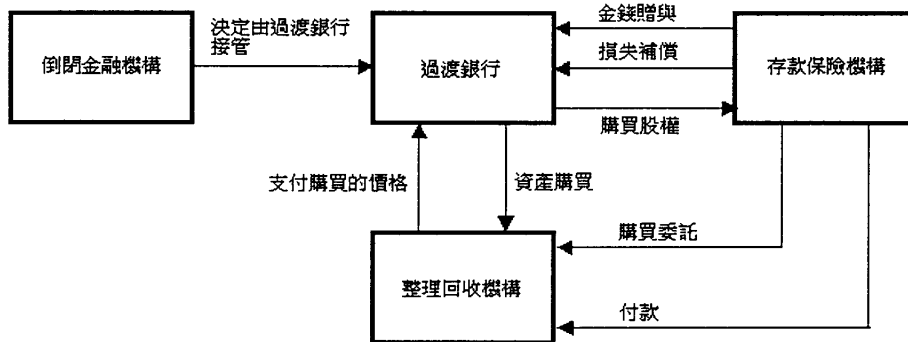 金錢贈與
決定由過渡銀行
接管
損失補償
倒閉金融機構
過渡銀行
存款保險機構
購買股權
支付購買的價格
資產購買
購買委託
整理回收機構
付款